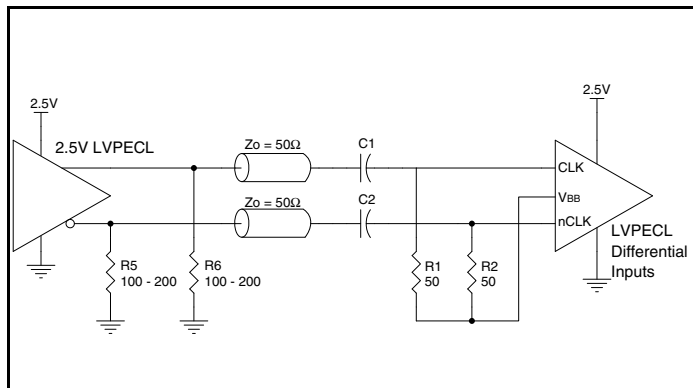 2.5V
2.5V
2.5V LVPECL
Zo = 50Ω
C1
CLK
Zo = 50Ω
C2
VBB
nCLK
LVPECL
Differential
Inputs
R5
100 - 200
R6
100 - 200
R1
50
R2
50